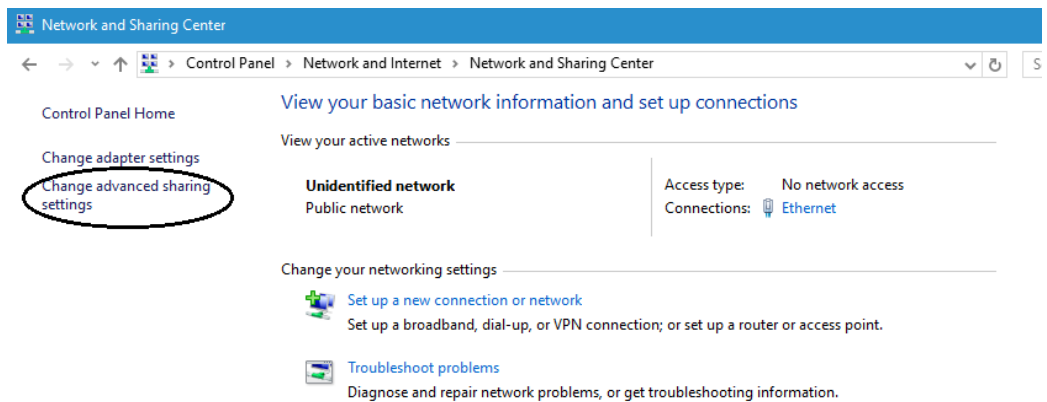 Network and Sharing Center
Control Panel > Network and Internet > Network and Sharing Center
Control Panel Home
Change adapter settings
Change advanced sharing
settings
View your basic network information and set up connections
View your active networks
Unidentified network
Public network
Access type: No network access
Connections: Ethernet
Change your networking settings
Set up a new connection or network
Set up a broadband, dial-up, or VPN connection; or set up a router or access point.
Troubleshoot problems
Diagnose and repair network problems, or get troubleshooting information.